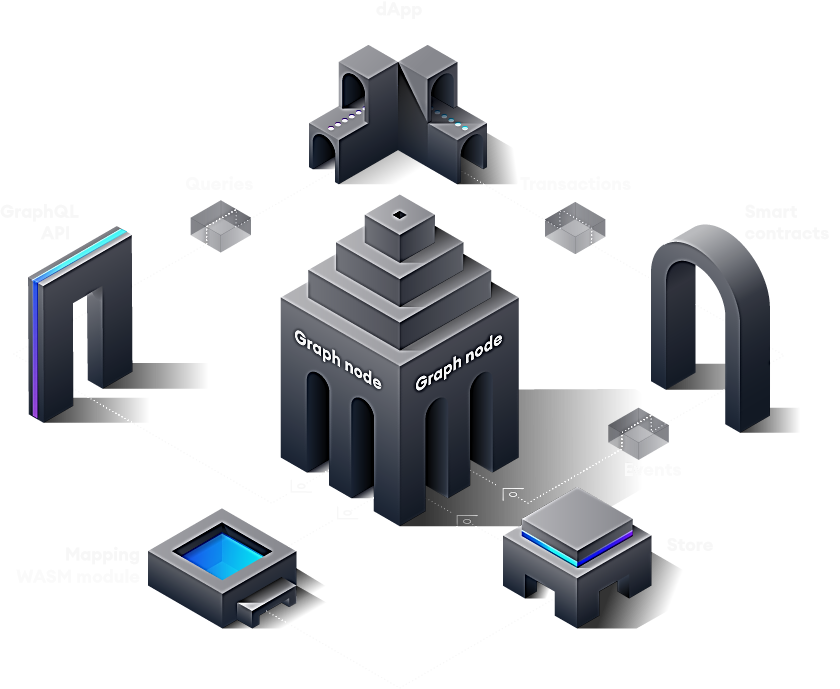 dApp
Queries
Transactions
GraphQL
API
Smart
contracts
Graph node
Graph node
Events
Mapping
WASM module
Store